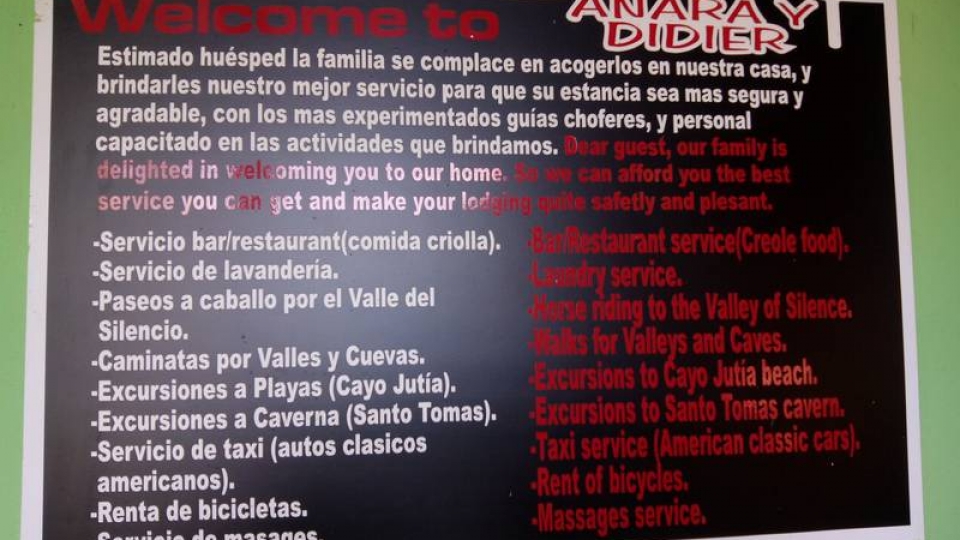 Welcome to
ANARA Y
DIDIER
Estimado huésped la familia se complace en acogerlos en nuestra casa, y
brindarles nuestro mejor servicio para que su estancia sea mas segura y
agradable, con los mas experimentados guías choferes, y personal
capacitado en las actividades que brindamos. Dear guest, our family is
delighted in welcoming you to our home. So we can afford you the best
service you can get and make your lodging quite safetly and plesant.
-Servicio bar/restaurant(comida criolla).
-Servicio de lavandería.
-Paseos a caballo por el Valle del
Silencio.
-Caminatas por Valles y Cuevas.
-Excursiones a Playas (Cayo Jutía).
-Excursiones a Caverna (Santo Tomas).
-Servicio de taxi (autos clasicos
americanos).
-Renta de bicicletas.
-Servicio de masages.
-Bar/Restaurant service(Creole food).
-Laundry service.
-Horse riding to the Valley of Silence.
-Walks for Valleys and Caves.
-Excursions to Cayo Jutía beach.
-Excursions to Santo Tomas cavern.
-Taxi service (American classic cars).
-Rent of bicycles.
-Massages service.